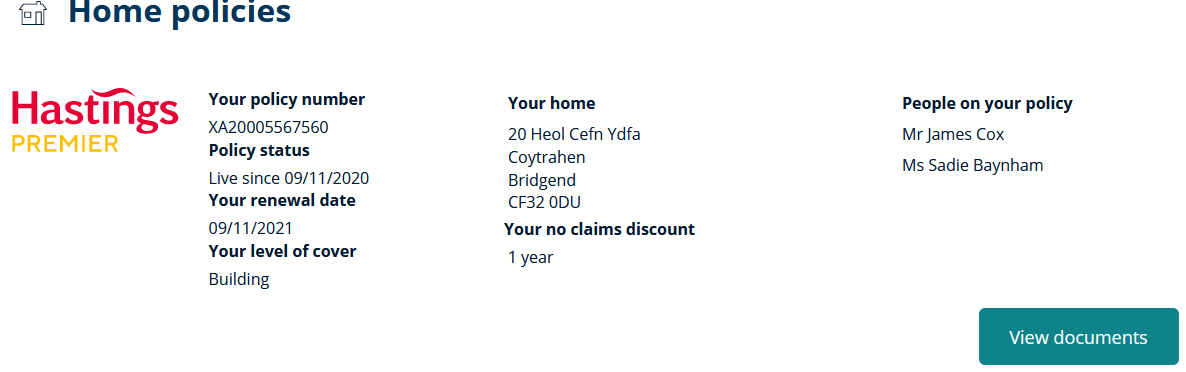 Home policies
Hastings
PREMIER
Your policy number
XA20005567560
Policy status
Live since 09/11/2020
Your renewal date
09/11/2021
Your level of cover
Building
Your home
20 Heol Cefn Ydfa
Coytrahen
Bridgend
CF32 0DU
Your no claims discount
1 year
People on your policy
Mr James Cox
Ms Sadie Baynham
View documents